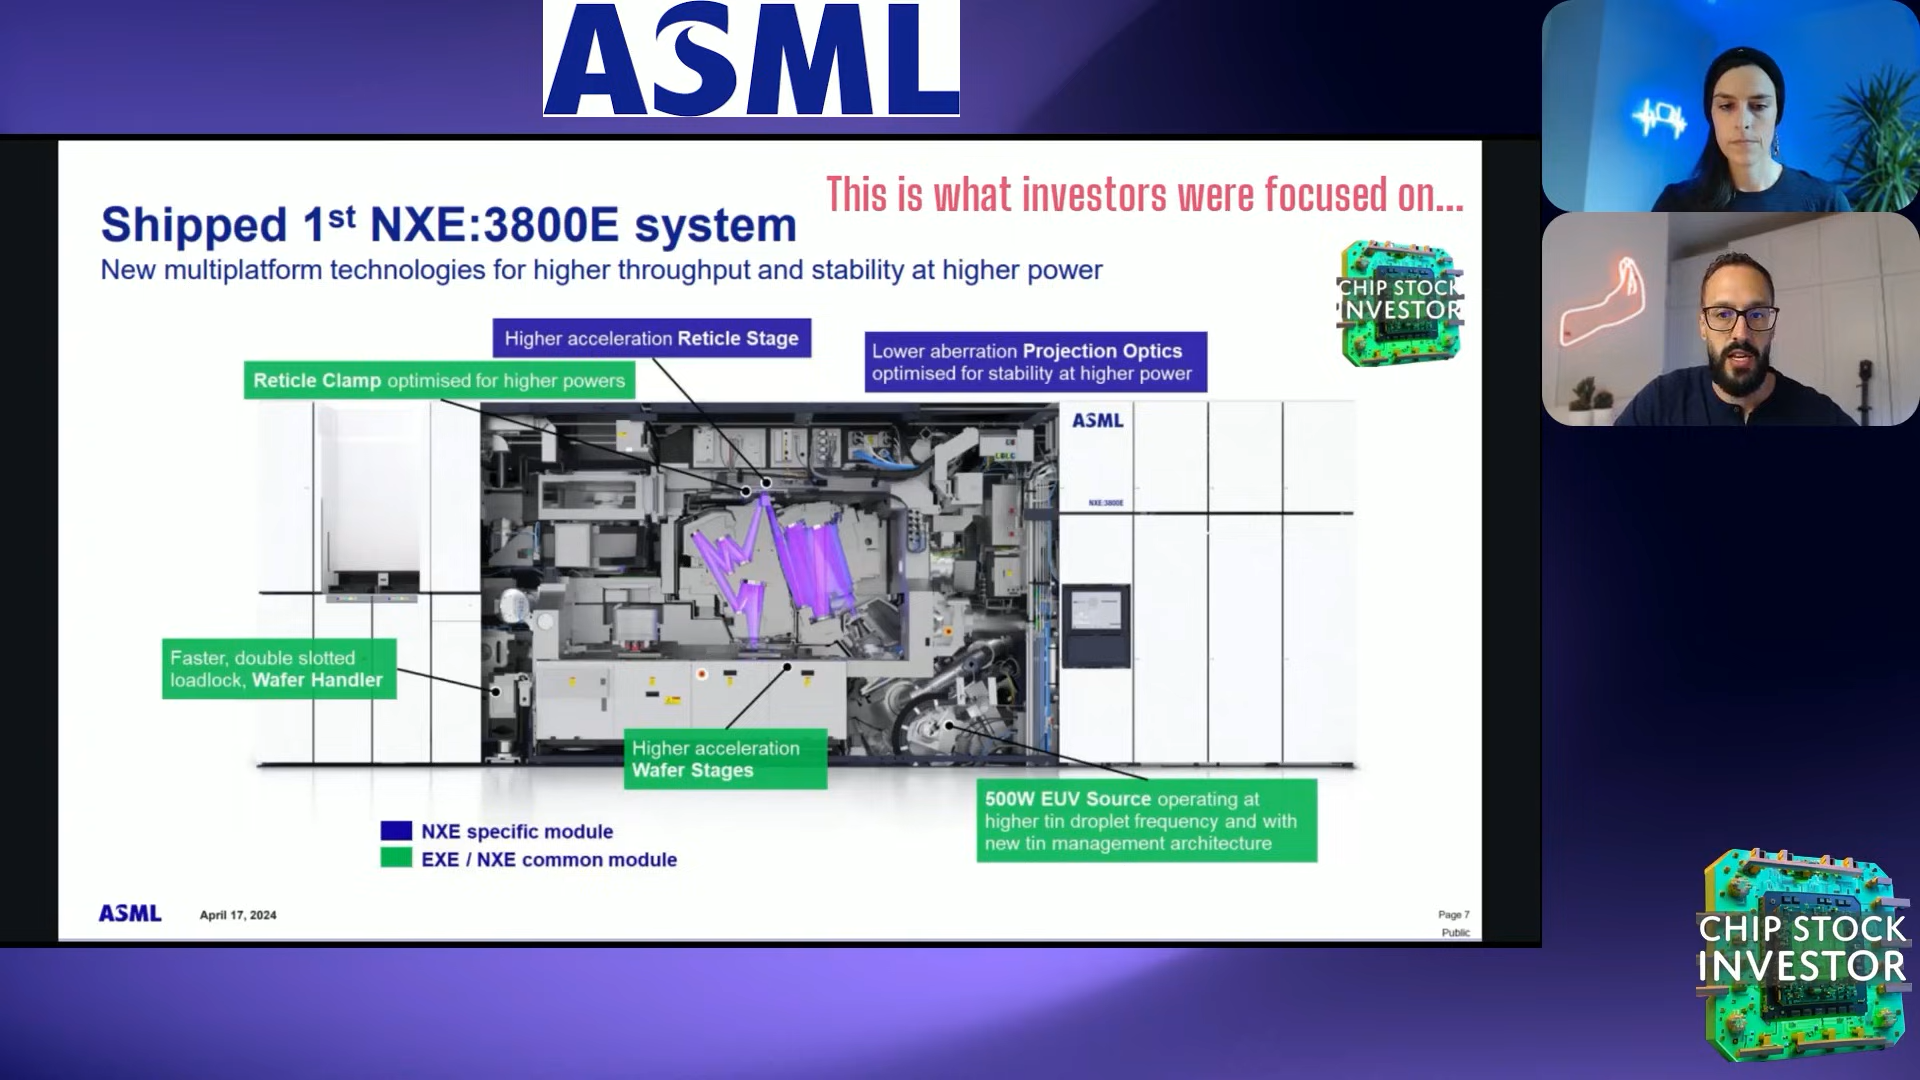 ASML
This is what investors were focused on...
Shipped 1st NXE:3800E system
New multiplatform technologies for higher throughput and stability at higher power
CHIP STOCK
INVESTOR
Higher acceleration Reticle Stage
Lower aberration Projection Optics
optimised for stability at higher power
Reticle Clamp optimised for higher powers
ASML
NXE:3800E
Faster, double slotted
loadlock, Wafer Handler
Higher acceleration
Wafer Stages
500W EUV Source operating at
higher tin droplet frequency and with
new tin management architecture
NXE specific module
EXE / NXE common module
ASML
April 17, 2024
Page 7
Public
CHIP STOCK
INVESTOR